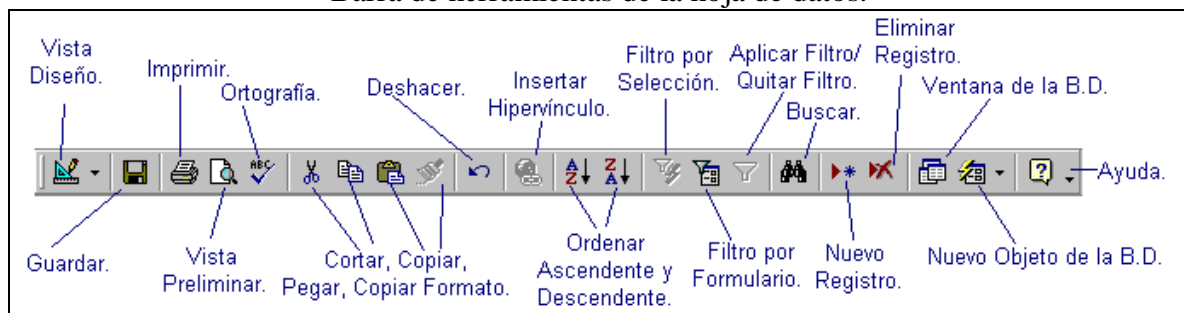 Barra de herramientas de la hoja de datos.
Vista
Diseño.
Imprimir.
Ortografía.
Deshacer.
Insertar
Hipervínculo.
Filtro por
Selección.
Aplicar Filtro/
Quitar Filtro.
Buscar.
Eliminar
Registro.
Ventana de la B.D.
ABC
A
Z
Z
A
?
Ayuda.
Guardar.
Vista
Preliminar.
Cortar, Copiar,
Pegar, Copiar Formato.
Ordenar
Ascendente y
Descendente.
Filtro por
Formulario.
Nuevo
Registro.
Nuevo Objeto de la B.D.